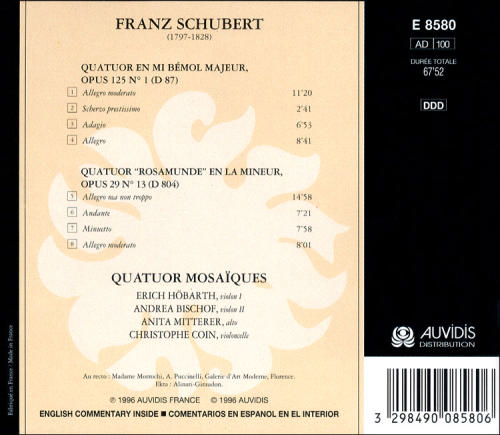 FRANZ SCHUBERT
(1797-1828)
QUATUOR EN MI BÉMOL MAJEUR,
OPUS 125 N° 1 (D 87)
1 Allegro moderato 11'20
2 Scherzo prestissimo 2'41
3 Adagio 6'53
4 Allegro 8'41
QUATUOR "ROSAMUNDE" EN LA MINEUR,
OPUS 29 N° 13 (D 804)
5 Allegro ma non troppo 14'58
6 Andante 7'21
7 Minuetto 7'58
8 Allegro moderato 8'01
QUATUOR MOSAÏQUES
ERICH HÖBARTH, violon I
ANDREA BISCHOF, violon II
ANITA MITTERER, alto
CHRISTOPHE COIN, violoncelle
Au recto : Madame Morrochi, A. Puccinelli, Galerie d'Art Moderne, Florence.
Ekta : Alinari-Giraudon.
℗ 1996 AUVIDIS FRANCE © 1996 AUVIDIS
ENGLISH COMMENTARY INSIDE ■ COMENTARIOS EN ESPANOL EN EL INTERIOR
E 8580
AD 100
DURÉE TOTALE
67'52
DDD
AUVIDIS
DISTRIBUTION
3 298490 085806
Fabriqué en France / Made in France